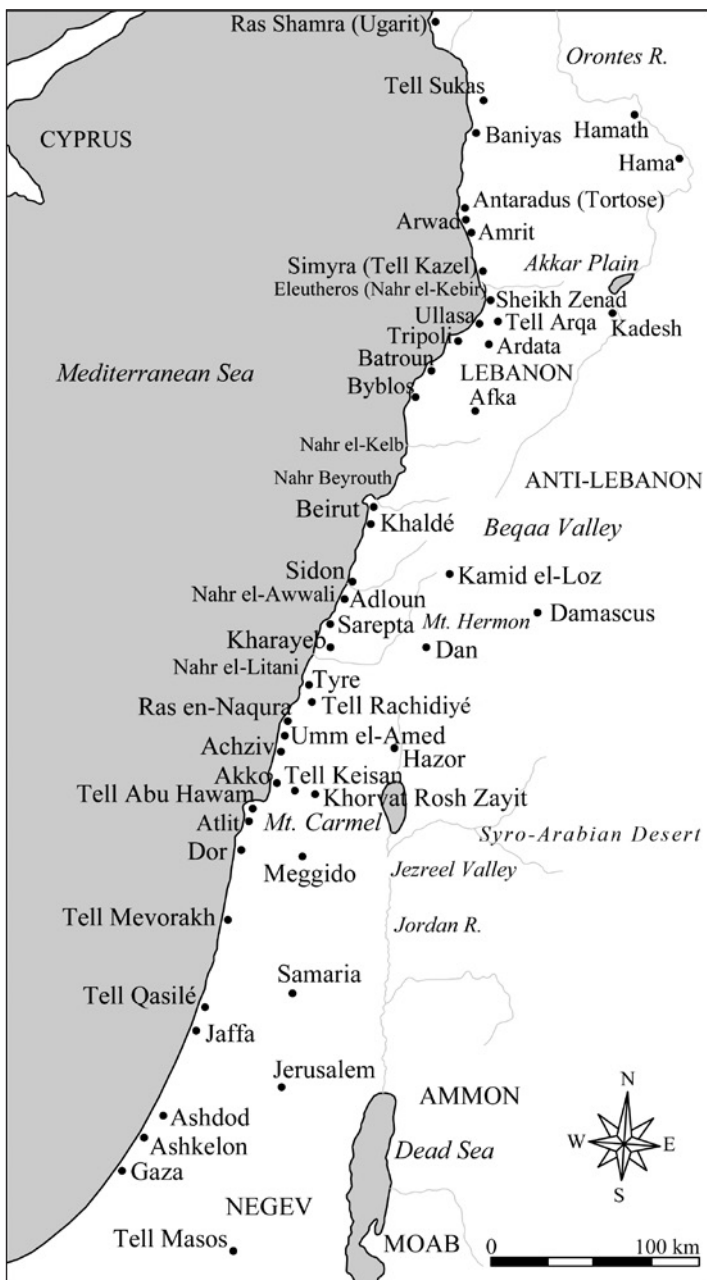 Ras Shamra (Ugarit)
Orontes R.
Tell Sukas
Hamath
CYPRUS
Baniyas
Hama
Antaradus (Tortose)
Arwad
Amrit
Simyra (Tell Kazel)
Akkar Plain
Eleutheros (Nahr el-Kebir)
Sheikh Zenad
Ullasa
Tell Arqa
Kadesh
Tripoli
Ardata
Batroun
Mediterranean Sea
LEBANON
Byblos
Afka
Nahr el-Kelb
Nahr Beyrouth
ANTI-LEBANON
Beirut
Khaldé
Beqaa Valley
Sidon
Kamid el-Loz
Nahr el-Awwali
Adloun
Damascus
Sarepta
Mt. Hermon
Kharayeb
Dan
Nahr el-Litani
Tyre
Ras en-Naqura
Tell Rachidiyé
Umm el-Amed
Achziv
Hazor
Akko
Tell Keisan
Tell Abu Hawam
Khorvat Rosh Zayit
Atlit
Mt. Carmel
Syro-Arabian Desert
Dor
Meggido
Jezreel Valley
Tell Mevorakh
Jordan R.
Samaria
Tell Qasilé
Jaffa
Jerusalem
AMMON
N
Ashdod
Ashkelon
Dead Sea
W
E
Gaza
S
NEGEV
Tell Masos
MOAB
0
100 km